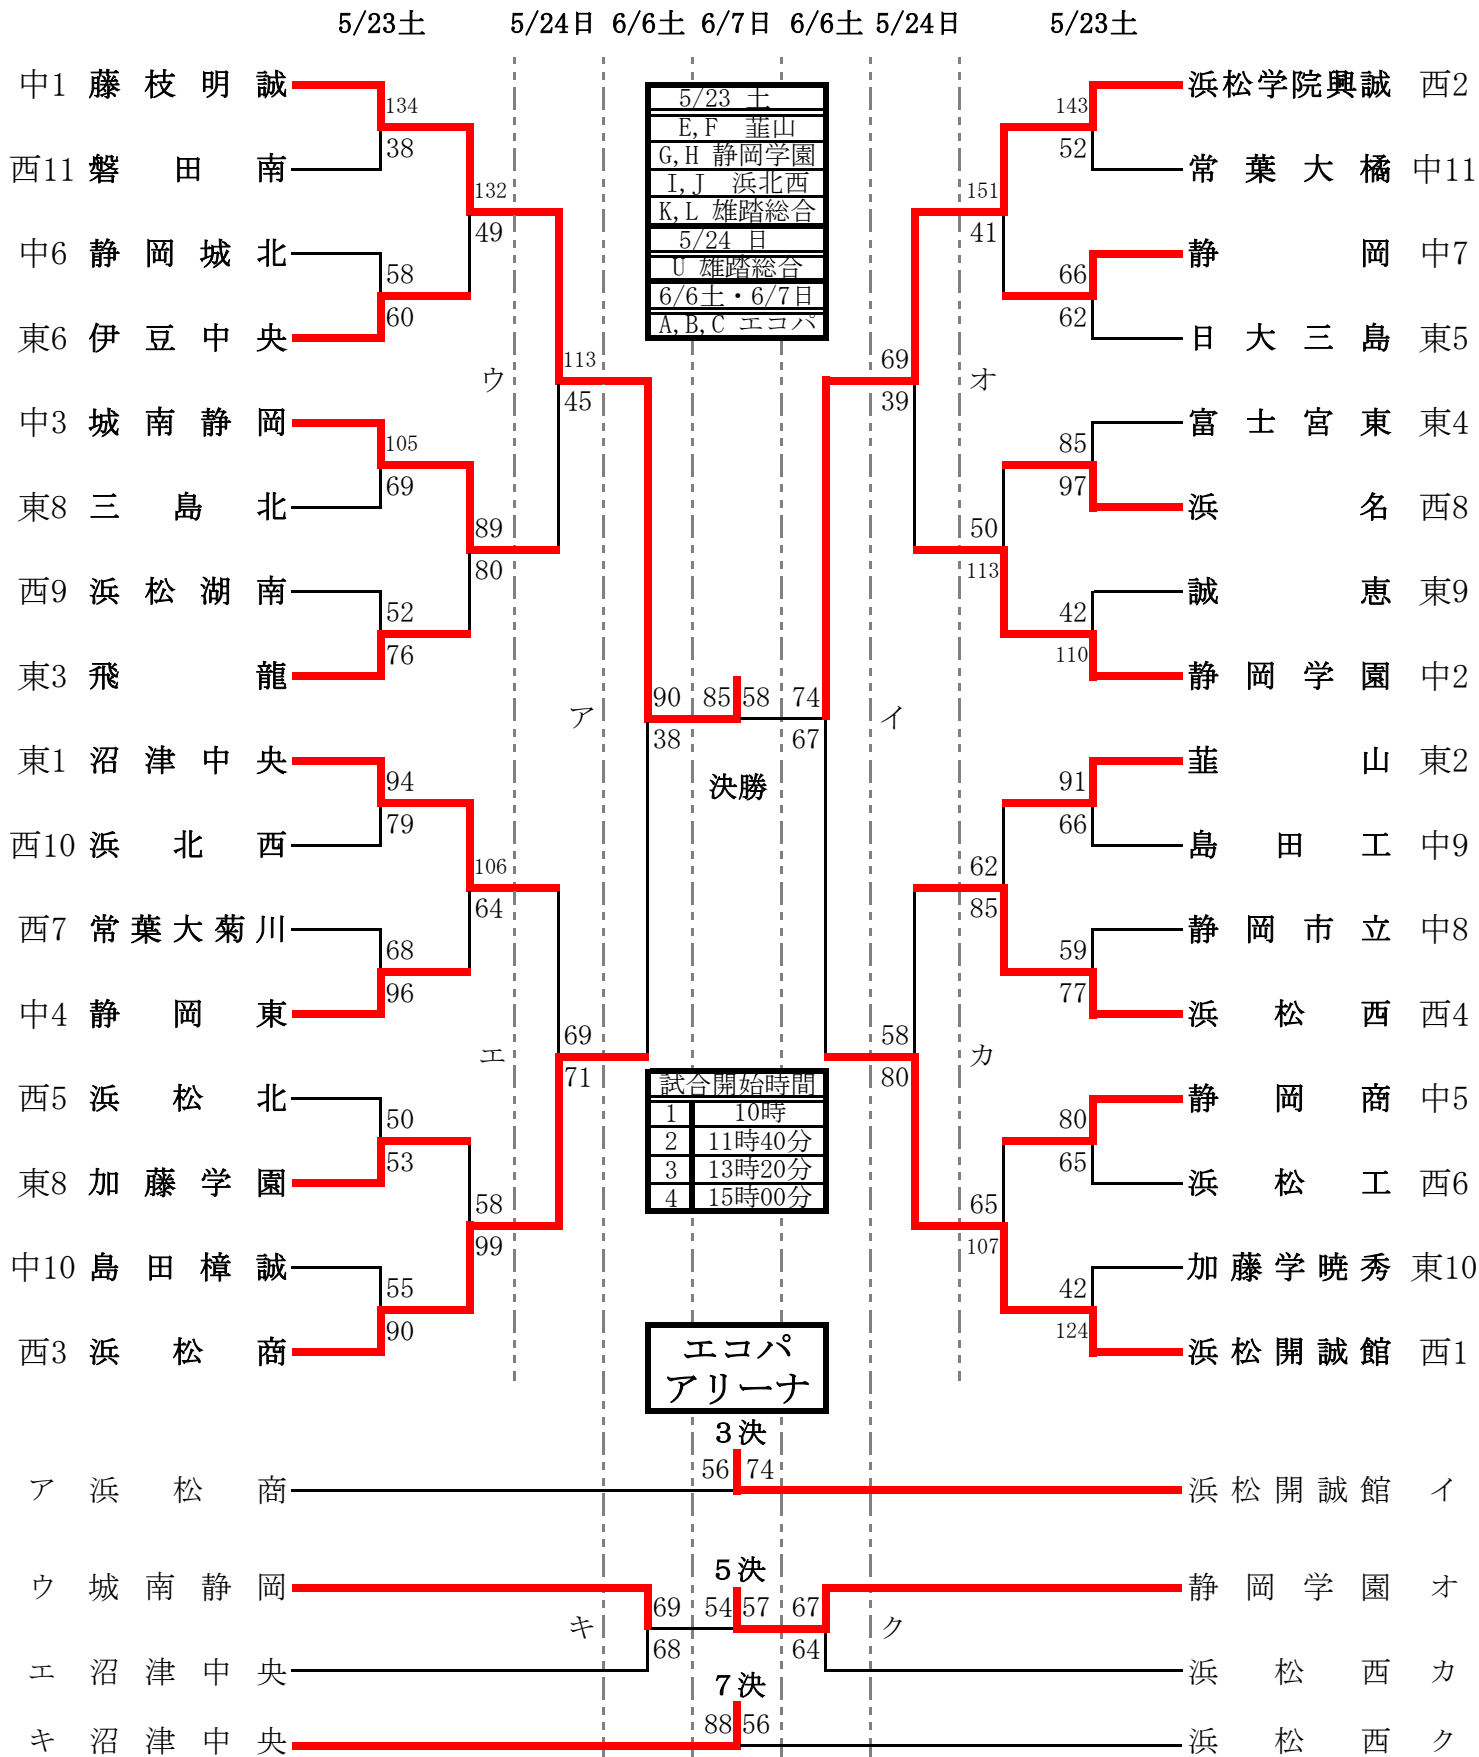 5/23土 5/24日 6/6土 6/7日 6/6土 5/24日 5/23土
中1 藤枝明誠
134
38
西11 磐田南
132
49
中6 静岡城北
58
60
東6 伊豆中央
ウ
113
45
中3 城南静岡
105
69
東8 三島北
89
80
西9 浜松湖南
52
76
東3 飛龍
ア
90
38
東1 沼津中央
94
79
西10 浜北西
106
64
西7 常葉大菊川
68
96
中4 静岡東
エ
69
71
西5 浜松北
50
53
東8 加藤学園
58
99
中10 島田樟誠
55
90
西3 浜松商
5/23 土
E,F 韮山
G,H 静岡学園
I,J 浜北西
K,L 雄踏総合
5/24 日
U 雄踏総合
6/6土・6/7日
A,B,C エコパ
85 58
決勝
試合開始時間
1 10時
2 11時40分
3 13時20分
4 15時00分
エコパ
アリーナ
浜松学院興誠 西2
143
52
常葉大橘 中11
151
41
静岡 中7
66
62
日大三島 東5
69
39
オ
富士宮東 東4
85
97
浜名 西8
50
113
誠恵 東9
42
110
静岡学園 中2
74
67
イ
韮山 東2
91
66
島田工 中9
62
85
静岡市立 中8
59
77
浜松西 西4
58
80
カ
静岡商 中5
80
65
浜松工 西6
65
107
加藤学暁秀 東10
42
124
浜松開誠館 西1
3決
56 74
ア 浜松商 浜松開誠館 イ
5決
ウ 城南静岡 静岡学園 オ
キ 69 54 57 67 ク
68 64
エ 沼津中央 浜松西 カ
7決
88 56
キ 沼津中央 浜松西 ク